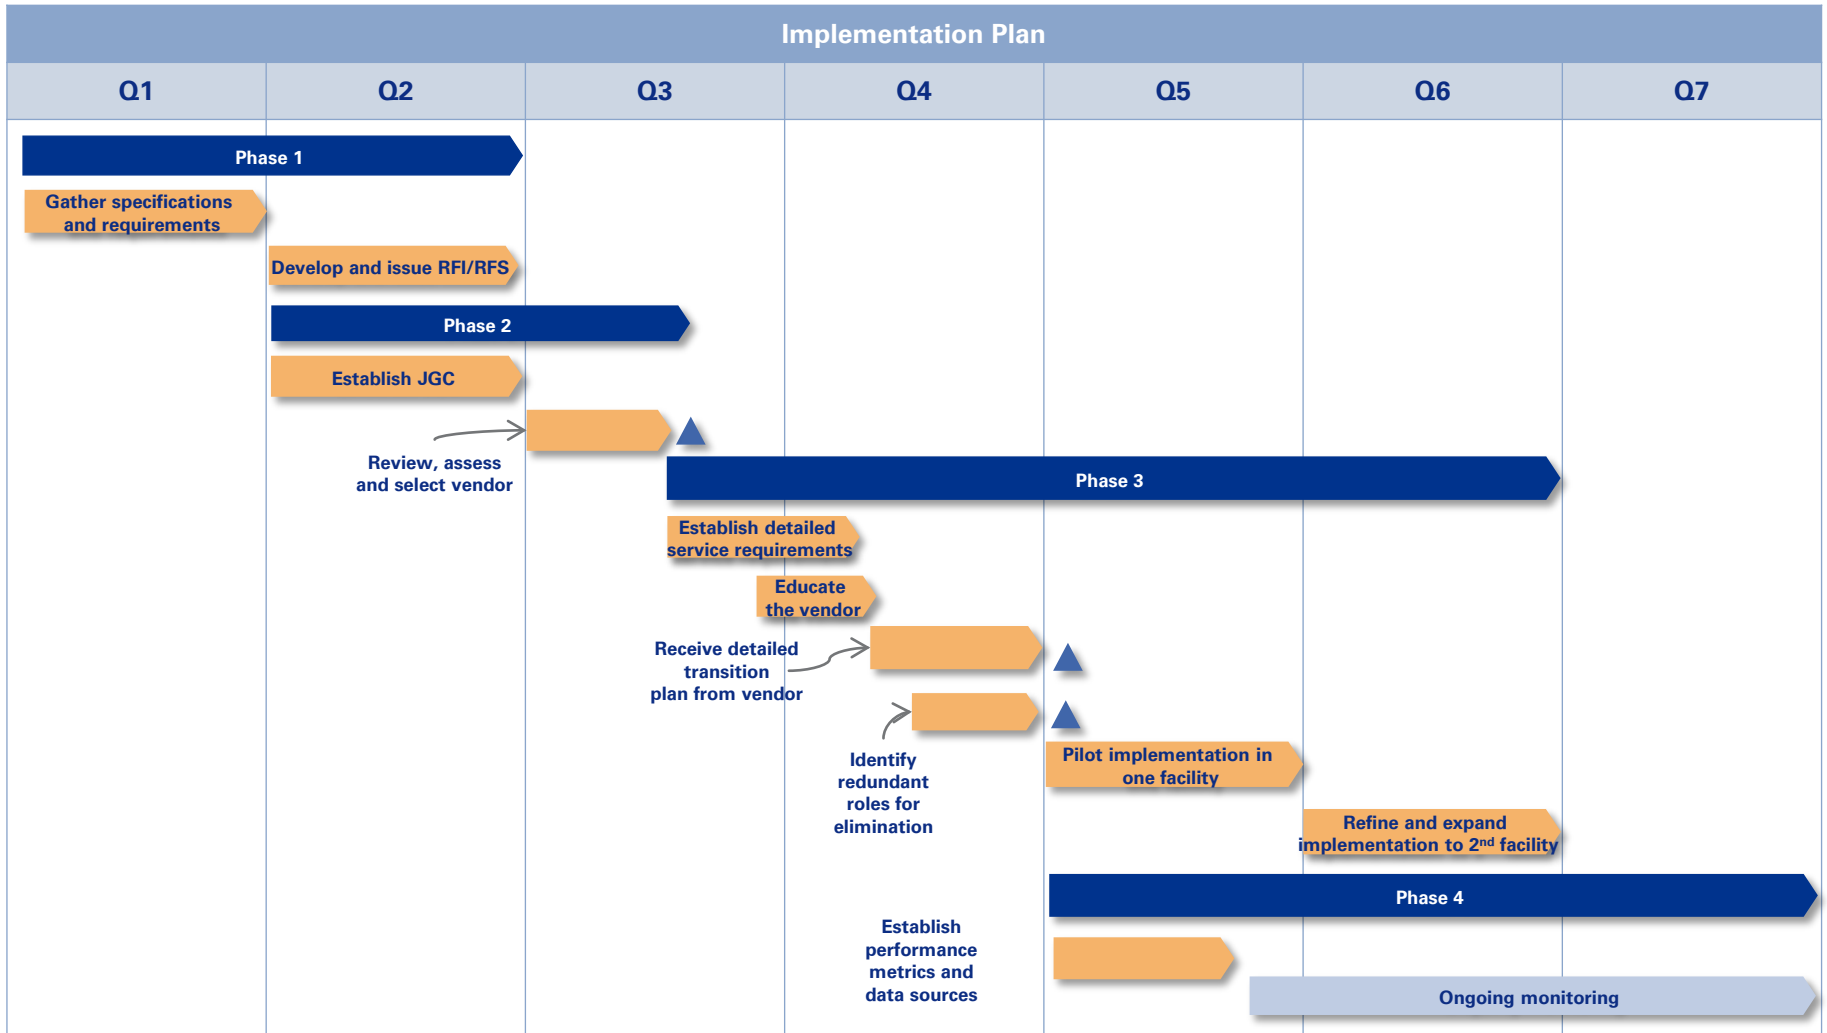 Implementation Plan
Q1 Q2 Q3 Q4 Q5 Q6 Q7
Phase 1
Gather specifications
and requirements
Develop and issue RFI/RFS
Phase 2
Establish JGC
Review, assess
and select vendor
Phase 3
Establish detailed
service requirements
Educate
the vendor
Receive detailed
transition
plan from vendor
Identify
redundant
roles for
elimination
Pilot implementation in
one facility
Refine and expand
implementation to 2nd facility
Phase 4
Establish
performance
metrics and
data sources
Ongoing monitoring